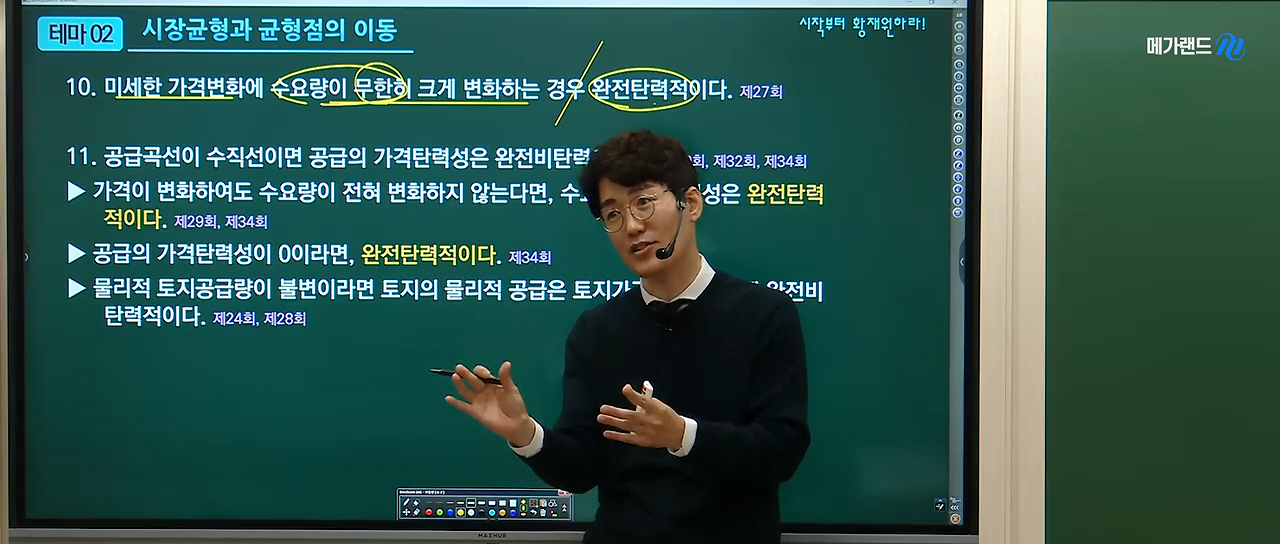 테마 02 시장균형과 균형점의 이동
시작부터 황재원하라!
메가랜드
10. 미세한 가격변화에 수요량이 무한히 크게 변화하는 경우 완전탄력적이다. 제27회
11. 공급곡선이 수직선이면 공급의 가격탄력성은 완전비탄력 회, 제32회, 제34회
▶ 가격이 변화하여도 수요량이 전혀 변화하지 않는다면, 수 성은 완전탄력
적이다. 제29회, 제34회
▶ 공급의 가격탄력성이 0이라면, 완전탄력적이다. 제34회
▶ 물리적 토지공급량이 불변이라면 토지의 물리적 공급은 토지가 완전비
탄력적이다. 제24회, 제28회
MAXHUB